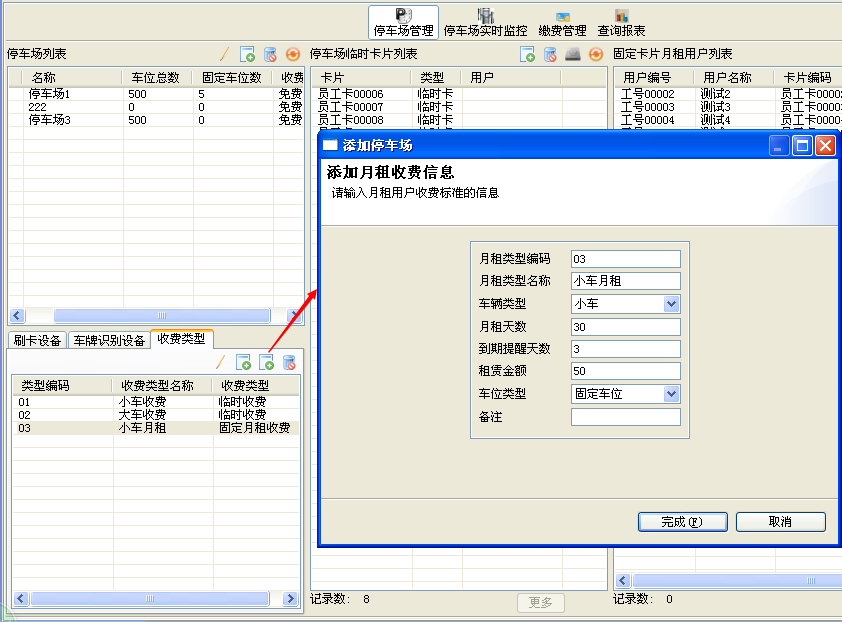 停车场管理 停车场实时监控 缴费管理 查询报表
停车场列表
名称 车位总数 固定车位数 收费
停车场1 500 5 免费
222 0 0 免费
停车场3 500 0 免费
停车场临时卡片列表
卡片 类型 用户
员工卡00006 临时卡
员工卡00007 临时卡
员工卡00008 临时卡
固定卡片月租用户列表
用户编号 用户名称 卡片编码
工号00002 测试2 员工卡0000
工号00003 测试3 员工卡0000
工号00004 测试4 员工卡0000
添加停车场
添加月租收费信息
请输入月租用户收费标准的信息
月租类型编码 03
月租类型名称 小车月租
车辆类型 小车
月租天数 30
到期提醒天数 3
租赁金额 50
车位类型 固定车位
备注
完成(F) 取消
刷卡设备 车牌识别设备 收费类型
类型编码 收费类型名称 收费类型
01 小车收费 临时收费
02 大车收费 临时收费
03 小车月租 固定月租收费
记录数: 8 更多
记录数: 0